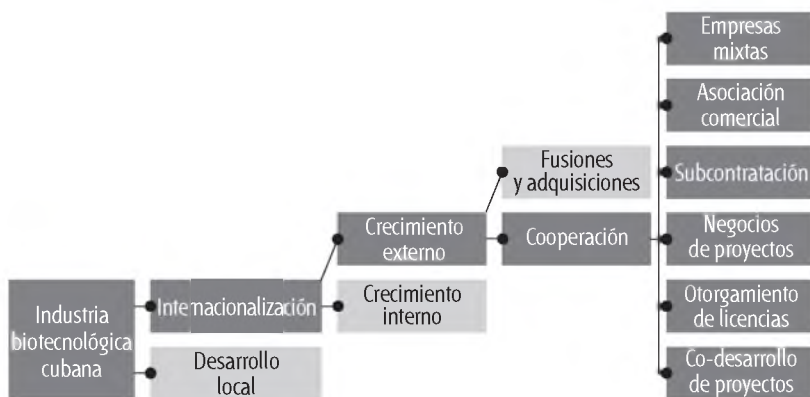 Industria
biotecnológica
cubana
Internacionalización
Desarrollo
local
Crecimiento
externo
Crecimiento
interno
Fusiones
y adquisiciones
Cooperación
Empresas
mixtas
Asociación
comercial
Subcontratación
Negocios
de proyectos
Otorgamiento
de licencias
Co-desarrollo
de proyectos